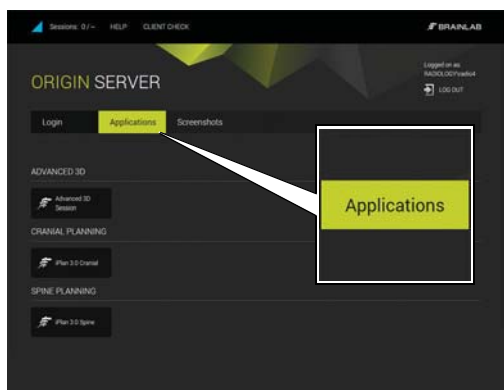 Sessions: 0 / – HELP CLIENT CHECK BRAINLAB
Logged on as
ORIGIN SERVER
LOG OUT
Login Applications Screenshots
Applications
ADVANCED 3D
Advanced 3D
Session
CRANIAL PLANNING
iPlan 3.0 Cranial
SPINE PLANNING
iPlan 3.0 Spine